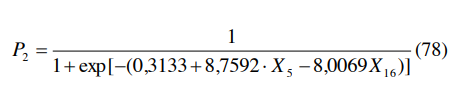 P₂ = 1 / (1+exp[−(0,3133+8,7592·X₅ −8,0069X₁₆)]) (78)